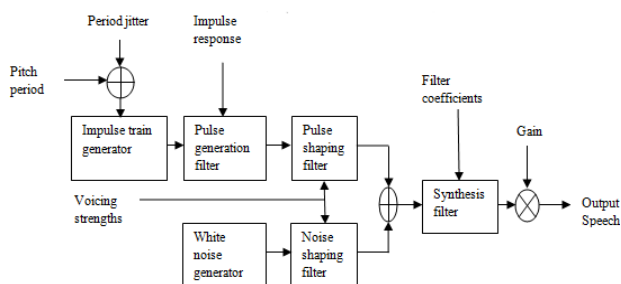 Period jitter
Impulse
response
Pitch
period
Filter
coefficients
Impulse train
generator
Pulse
generation
filter
Pulse
shaping
filter
Gain
Voicing
strengths
Synthesis
filter
Output
Speech
White
noise
generator
Noise
shaping
filter